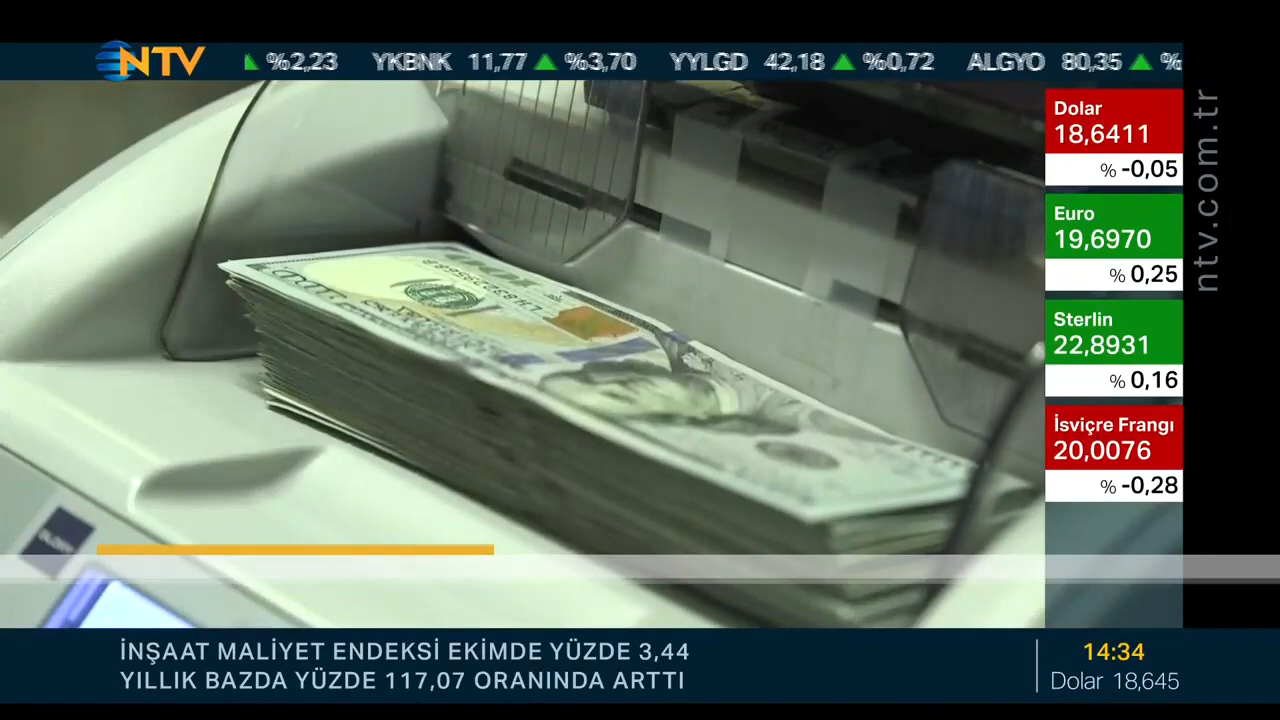 NTV
%2,23 YKBNK 11,77 %3,70 YYLGD 42,18 %0,72 ALGYO 80,35 %
ntv.com.tr
Dolar
18,6411
% -0,05
Euro
19,6970
% 0,25
Sterlin
22,8931
% 0,16
İsviçre Frangı
20,0076
% -0,28
İNŞAAT MALİYET ENDEKSİ EKİMDE YÜZDE 3,44
YILLIK BAZDA YÜZDE 117,07 ORANINDA ARTTI
14:34
Dolar 18,645